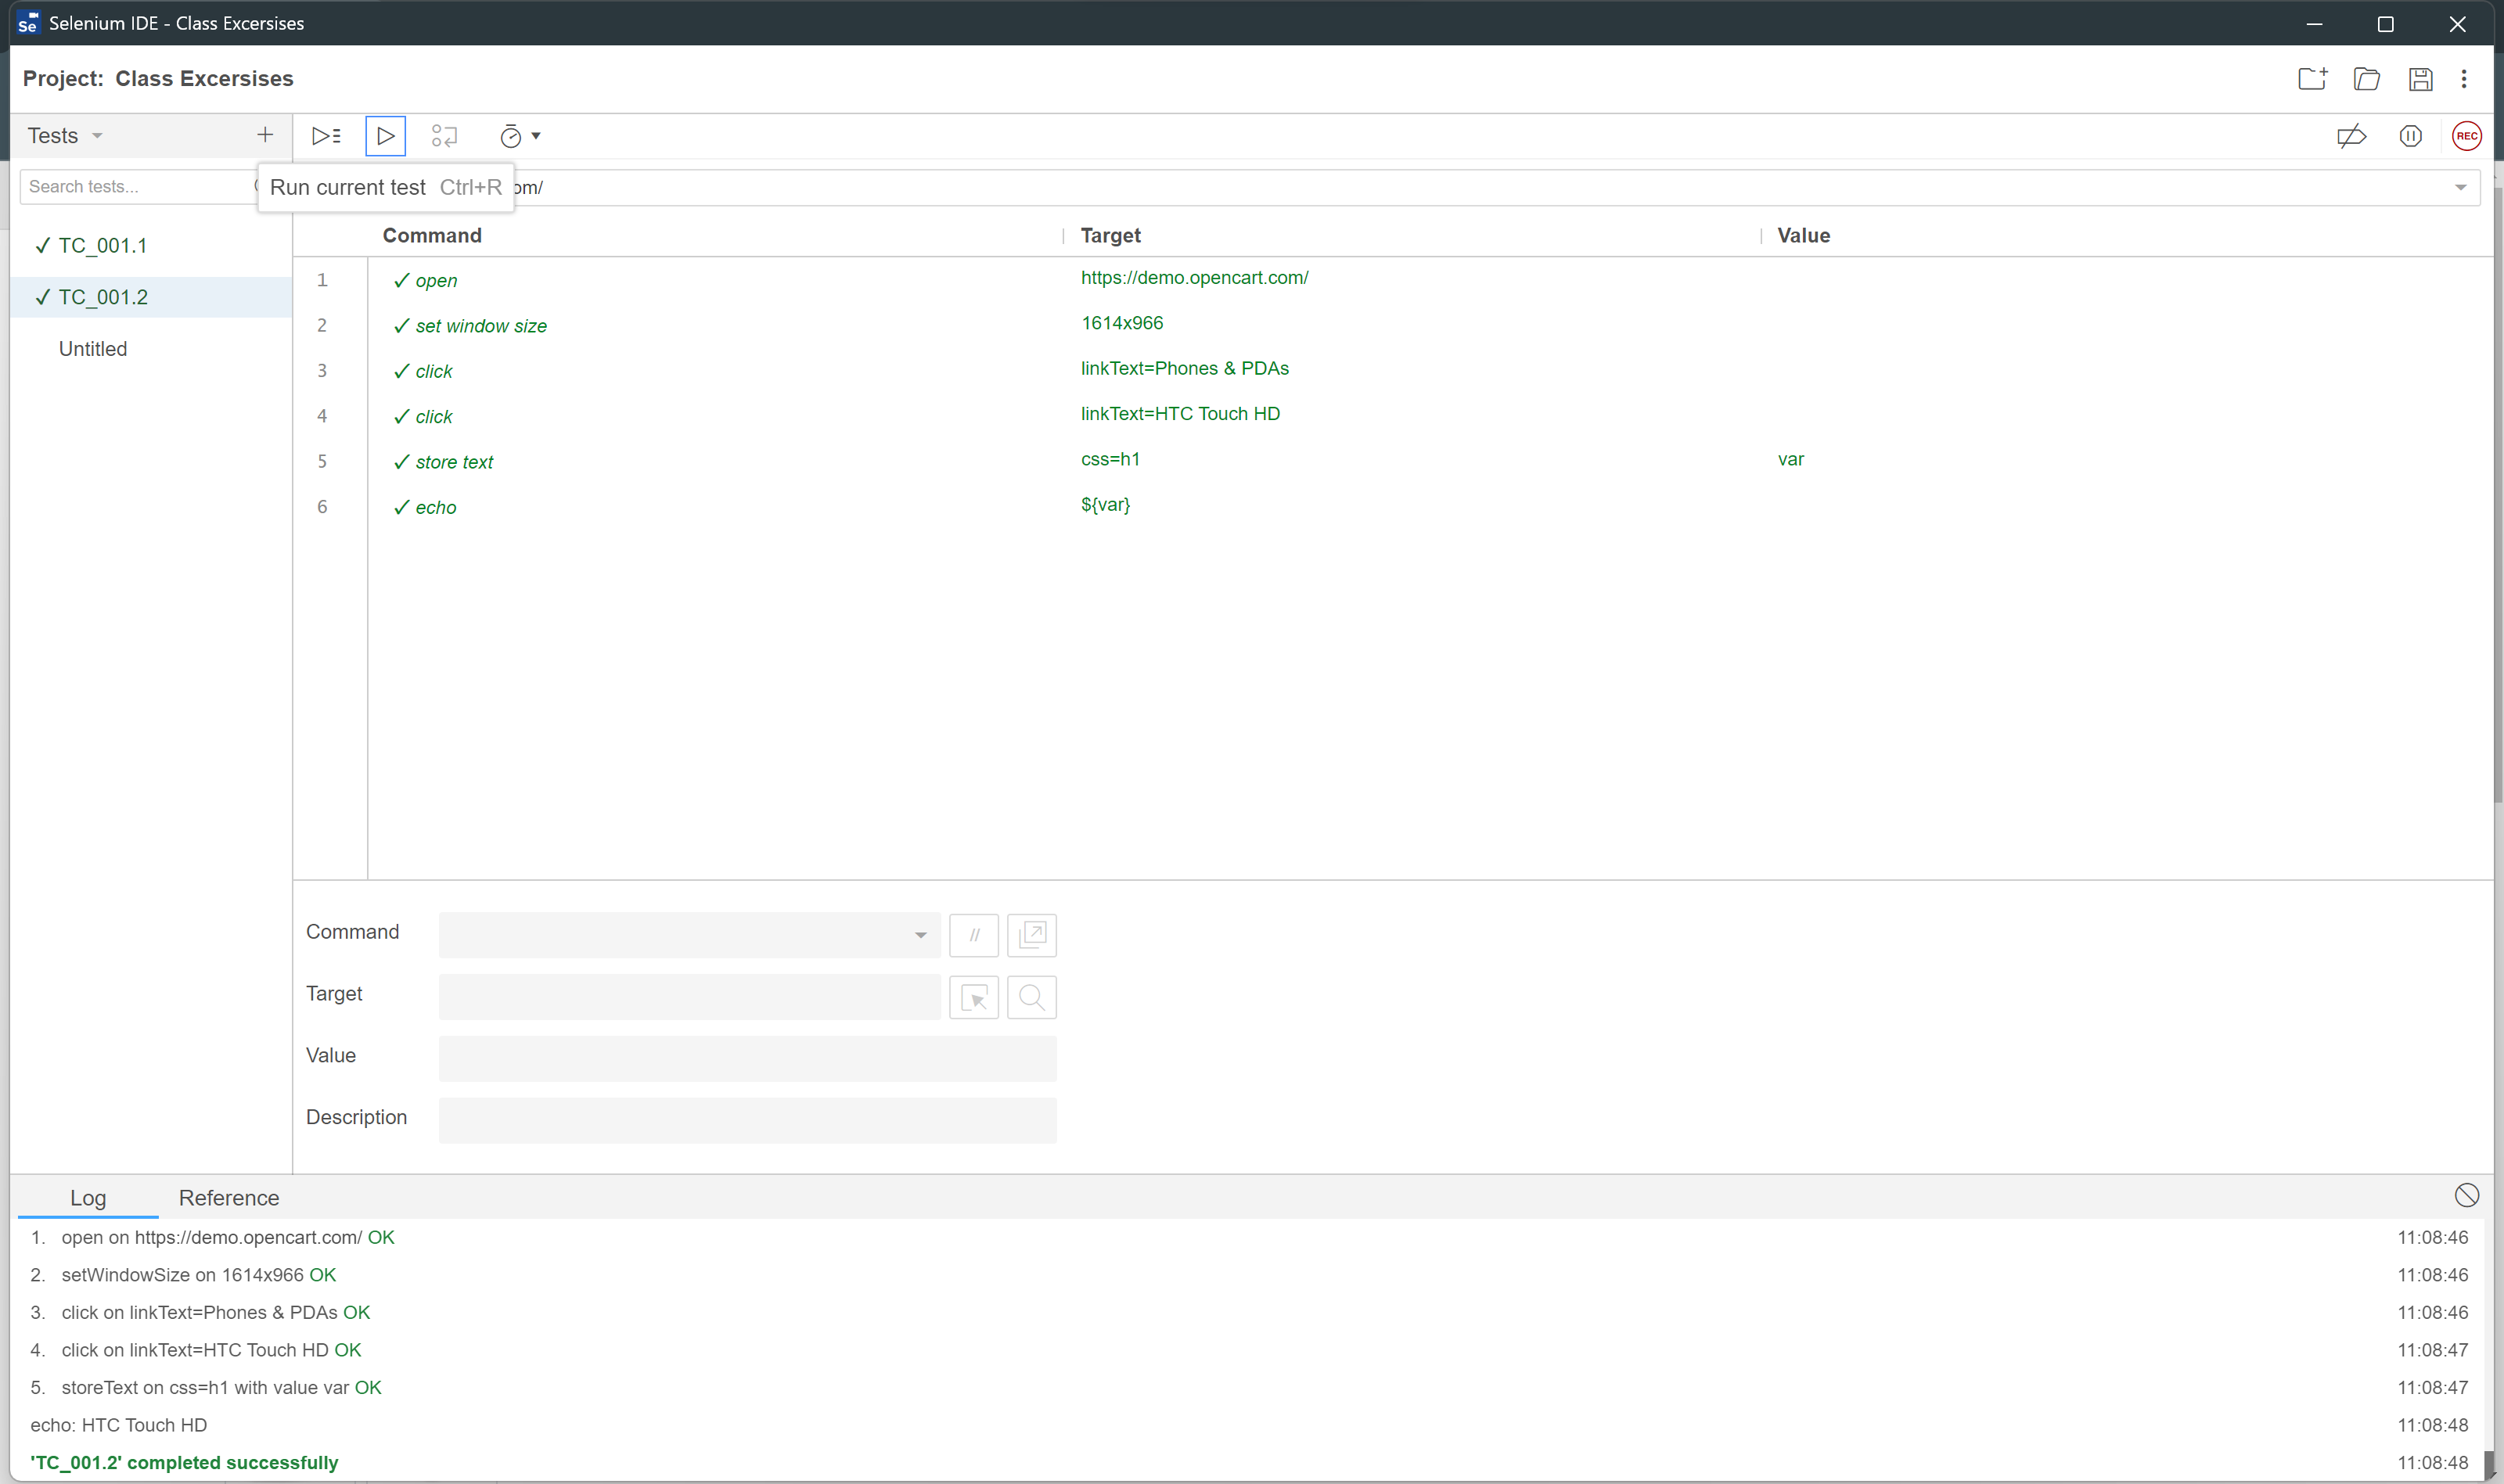 Se Selenium IDE - Class Excersises
Project: Class Excersises
Tests
REC
Search tests...
Run current test Ctrl+R
om/
Command Target Value
TC_001.1
TC_001.2
Untitled
1 ✓ open https://demo.opencart.com/
2 ✓ set window size 1614x966
3 ✓ click linkText=Phones & PDAs
4 ✓ click linkText=HTC Touch HD
5 ✓ store text css=h1 var
6 ✓ echo ${var}
Command //
Target
Value
Description
Log Reference
1. open on https://demo.opencart.com/ OK 11:08:46
2. setWindowSize on 1614x966 OK 11:08:46
3. click on linkText=Phones & PDAs OK 11:08:46
4. click on linkText=HTC Touch HD OK 11:08:47
5. storeText on css=h1 with value var OK 11:08:47
echo: HTC Touch HD 11:08:48
'TC_001.2' completed successfully 11:08:48